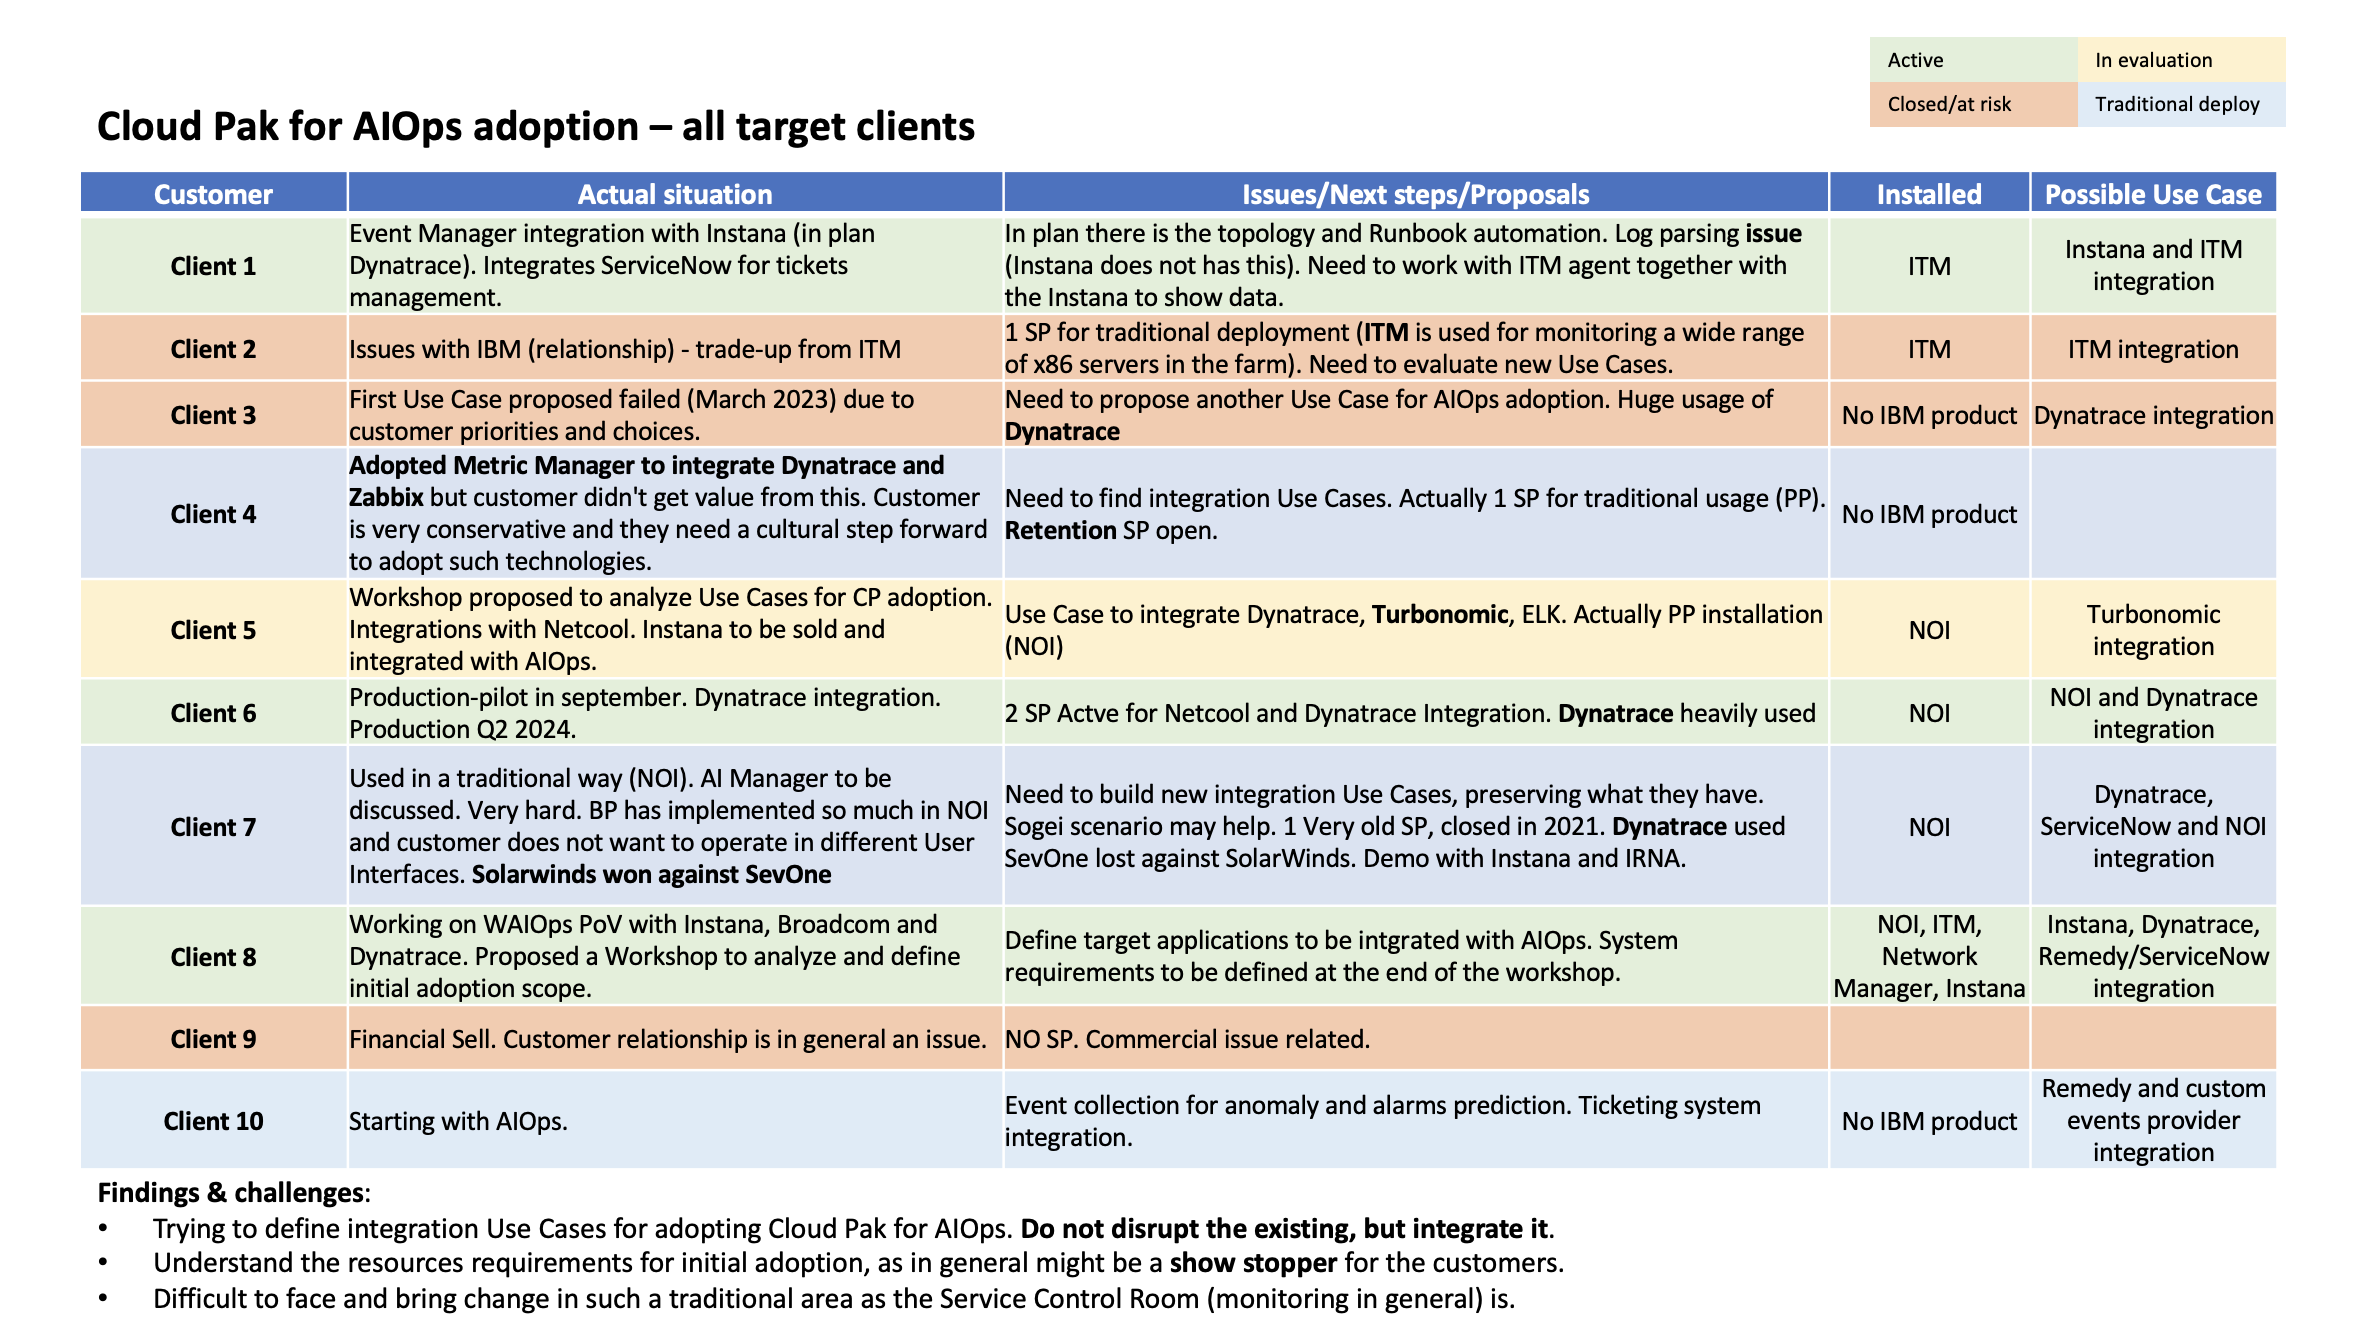 Active
In evaluation
Closed/at risk
Traditional deploy
Cloud Pak for AIOps adoption – all target clients
Customer
Actual situation
Issues/Next steps/Proposals
Installed
Possible Use Case
Client 1
Event Manager integration with Instana (in plan
Dynatrace). Integrates ServiceNow for tickets
management.
In plan there is the topology and Runbook automation. Log parsing issue
(Instana does not has this). Need to work with ITM agent together with
the Instana to show data.
ITM
Instana and ITM
integration
Client 2
Issues with IBM (relationship) - trade-up from ITM
1 SP for traditional deployment (ITM is used for monitoring a wide range
of x86 servers in the farm). Need to evaluate new Use Cases.
ITM
ITM integration
Client 3
First Use Case proposed failed (March 2023) due to
customer priorities and choices.
Need to propose another Use Case for AIOps adoption. Huge usage of
Dynatrace
No IBM product
Dynatrace integration
Client 4
Adopted Metric Manager to integrate Dynatrace and
Zabbix but customer didn't get value from this. Customer
is very conservative and they need a cultural step forward
to adopt such technologies.
Need to find integration Use Cases. Actually 1 SP for traditional usage (PP).
Retention SP open.
No IBM product
Client 5
Workshop proposed to analyze Use Cases for CP adoption.
Integrations with Netcool. Instana to be sold and
integrated with AIOps.
Use Case to integrate Dynatrace, Turbonomic, ELK. Actually PP installation
(NOI)
NOI
Turbonomic
integration
Client 6
Production-pilot in september. Dynatrace integration.
Production Q2 2024.
2 SP Actve for Netcool and Dynatrace Integration. Dynatrace heavily used
NOI
NOI and Dynatrace
integration
Client 7
Used in a traditional way (NOI). AI Manager to be
discussed. Very hard. BP has implemented so much in NOI
and customer does not want to operate in different User
Interfaces. Solarwinds won against SevOne
Need to build new integration Use Cases, preserving what they have.
Sogei scenario may help. 1 Very old SP, closed in 2021. Dynatrace used
SevOne lost against SolarWinds. Demo with Instana and IRNA.
NOI
Dynatrace,
ServiceNow and NOI
integration
Client 8
Working on WAIOps PoV with Instana, Broadcom and
Dynatrace. Proposed a Workshop to analyze and define
initial adoption scope.
Define target applications to be intgrated with AIOps. System
requirements to be defined at the end of the workshop.
NOI, ITM,
Network
Manager, Instana
Instana, Dynatrace,
Remedy/ServiceNow
integration
Client 9
Financial Sell. Customer relationship is in general an issue.
NO SP. Commercial issue related.
Client 10
Starting with AIOps.
Event collection for anomaly and alarms prediction. Ticketing system
integration.
No IBM product
Remedy and custom
events provider
integration
Findings & challenges:
• Trying to define integration Use Cases for adopting Cloud Pak for AIOps. Do not disrupt the existing, but integrate it.
• Understand the resources requirements for initial adoption, as in general might be a show stopper for the customers.
• Difficult to face and bring change in such a traditional area as the Service Control Room (monitoring in general) is.